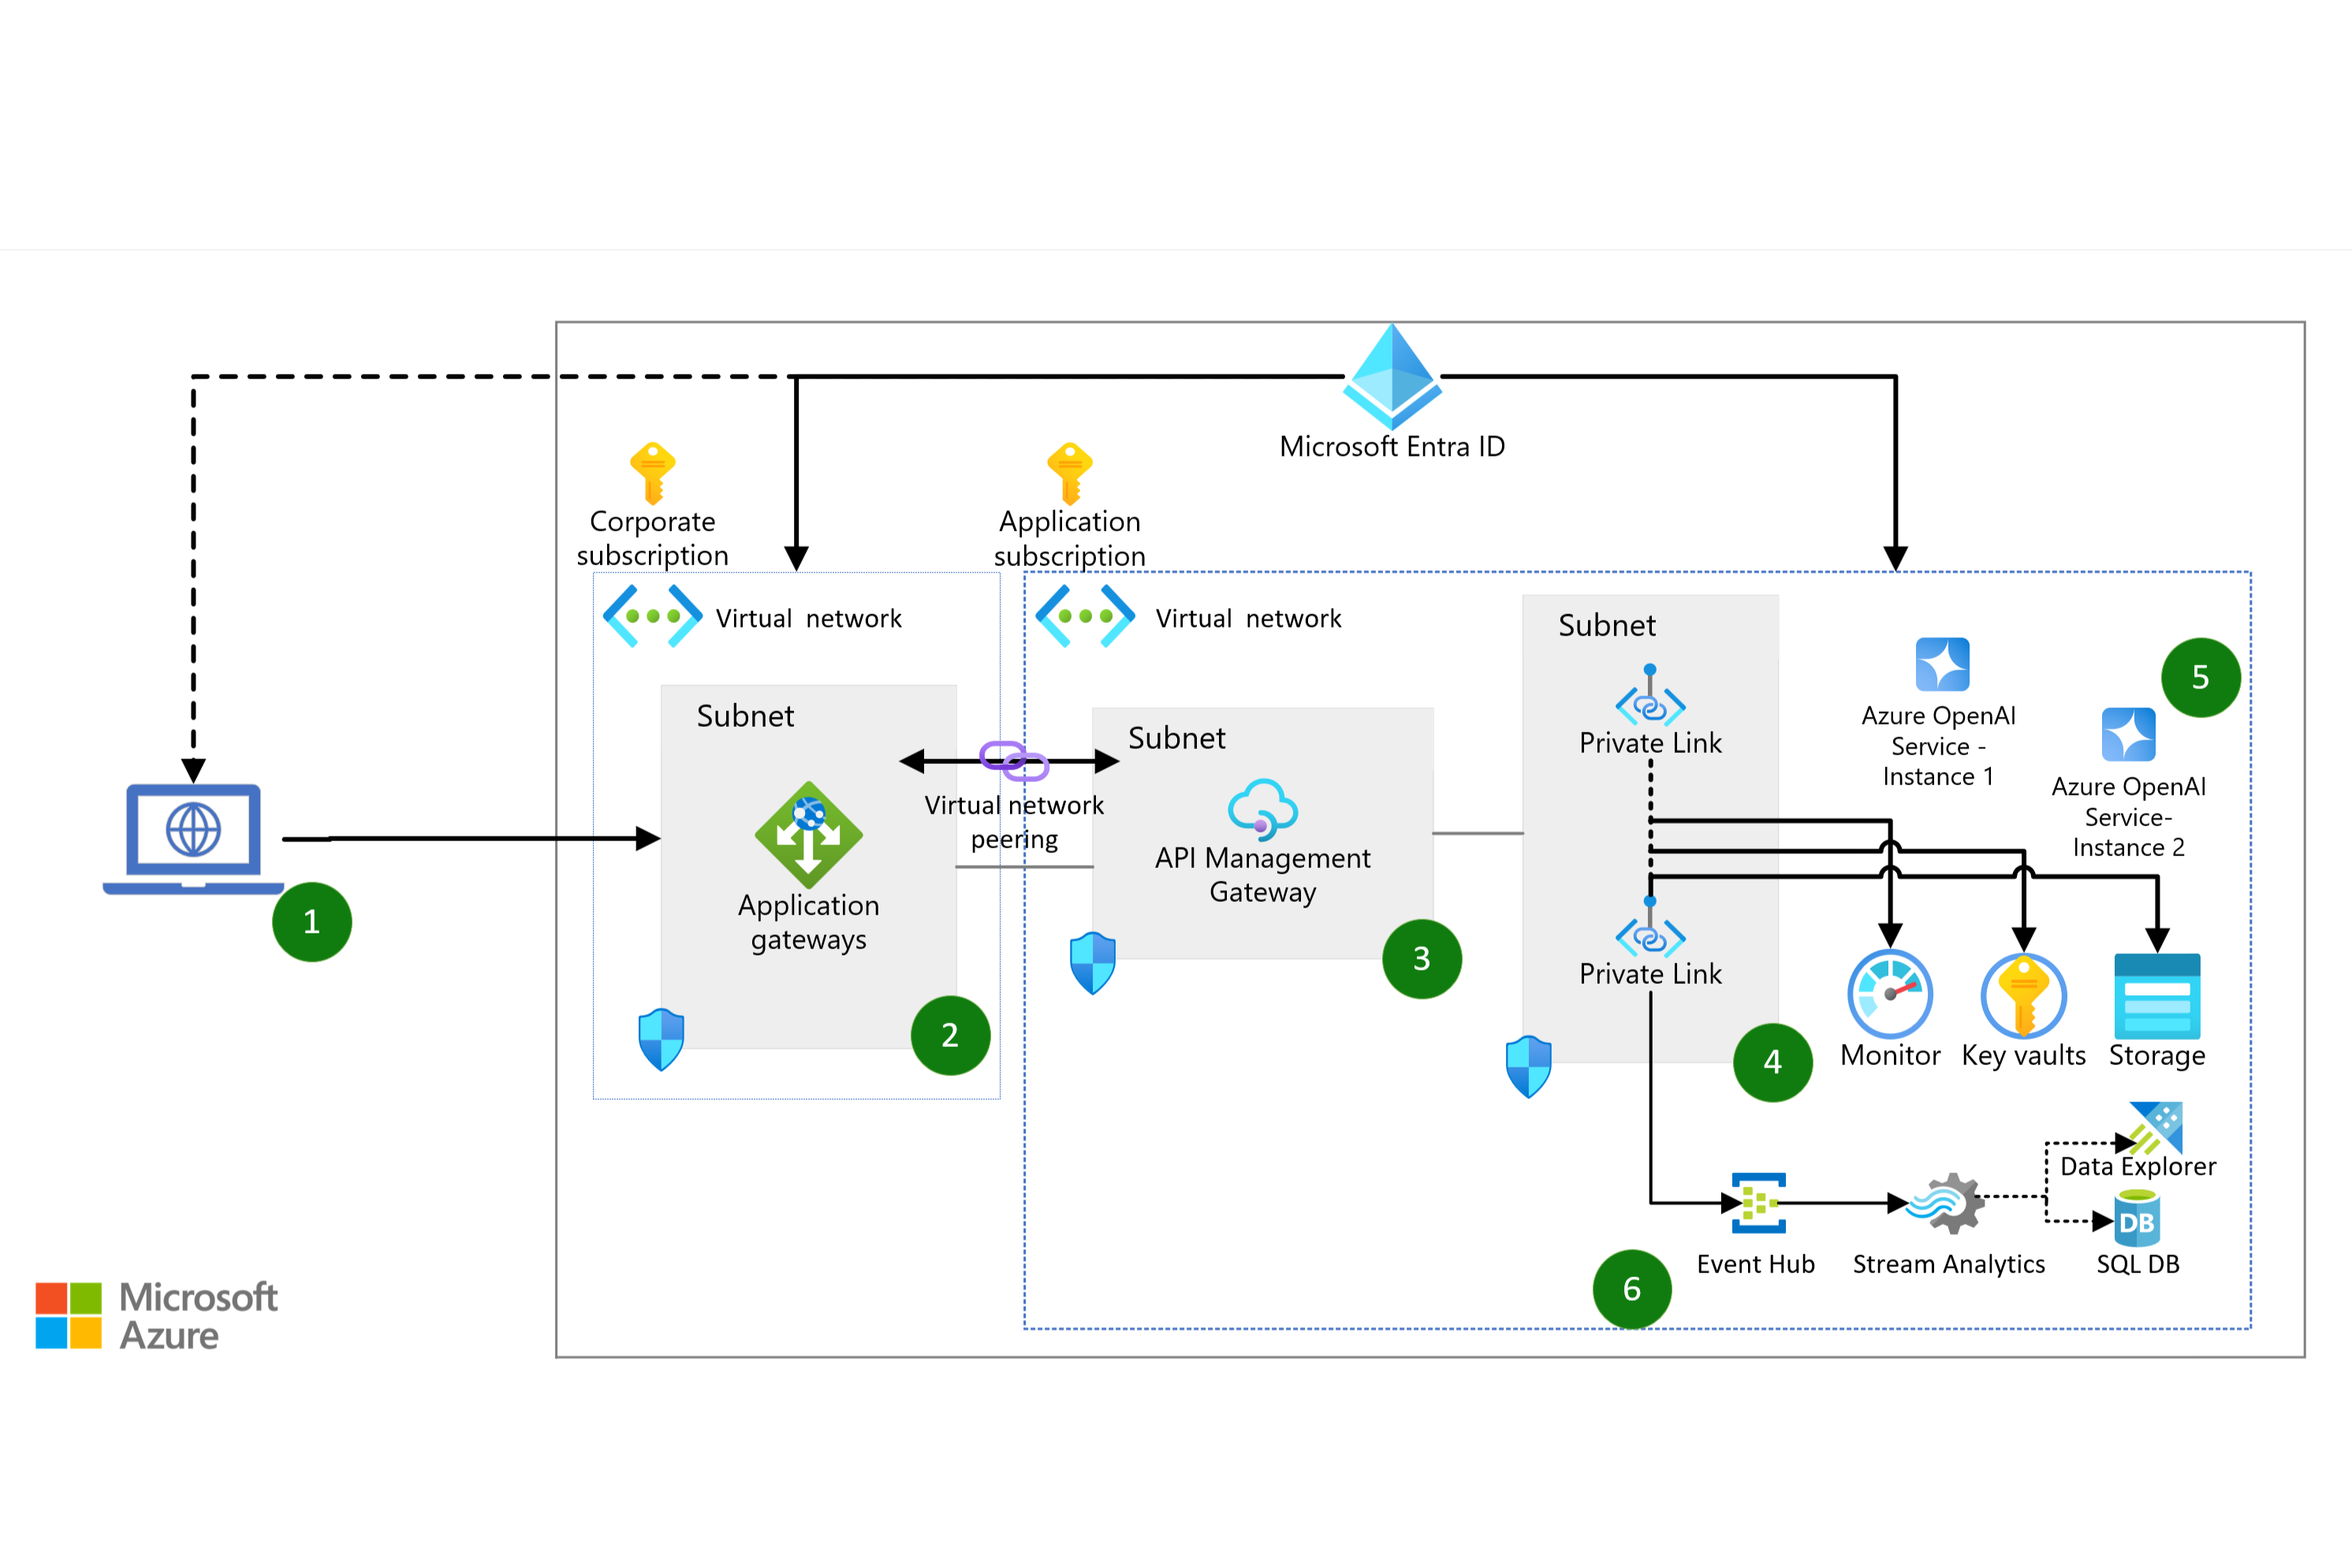 Microsoft Entra ID
Corporate
subscription
Application
subscription
Virtual network
Virtual network
Subnet
Application
gateways
Virtual network
peering
Subnet
API Management
Gateway
Subnet
Private Link
Private Link
Azure OpenAI
Service -
Instance 1
Azure OpenAI
Service-
Instance 2
1
2
3
4
5
Monitor
Key vaults
Storage
Data Explorer
DB
SQL DB
Event Hub
Stream Analytics
6
Microsoft
Azure